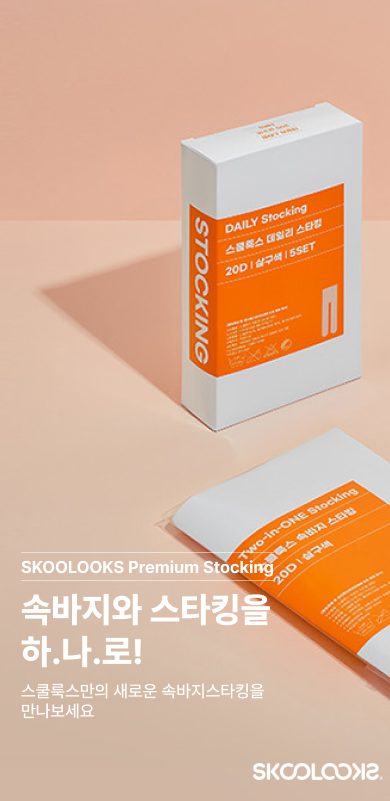 STOCKING
DAILY Stocking
스쿨룩스 데일리 스타킹
20D | 살구색 | 5SET
Two-in-ONE Stocking
쿨룩스 속바지 스타킹
20D | 살구색
SKOOLOOKS Premium Stocking
속바지와 스타킹을
하.나.로!
스쿨룩스만의 새로운 속바지스타킹을
만나보세요
SKOOLOOKS.